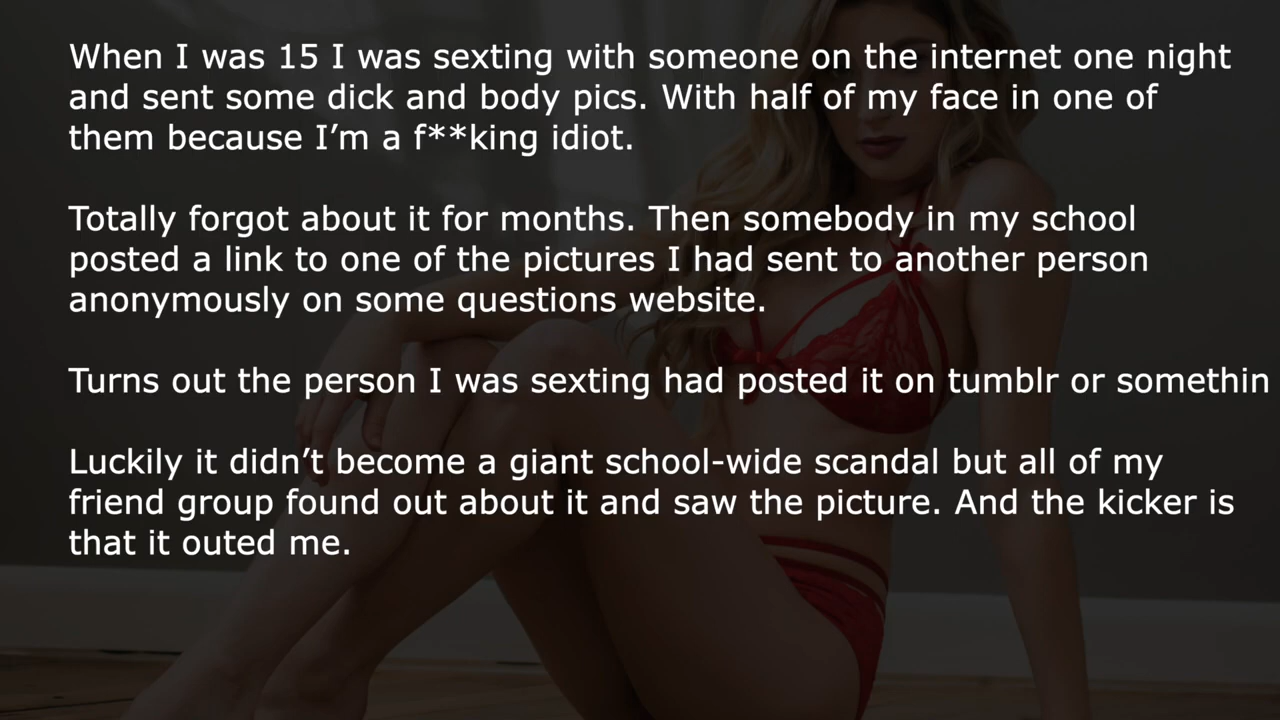 When I was 15 I was sexting with someone on the internet one night
and sent some dick and body pics. With half of my face in one of
them because I’m a f**king idiot.
Totally forgot about it for months. Then somebody in my school
posted a link to one of the pictures I had sent to another person
anonymously on some questions website.
Turns out the person I was sexting had posted it on tumblr or somethin
Luckily it didn’t become a giant school-wide scandal but all of my
friend group found out about it and saw the picture. And the kicker is
that it outed me.